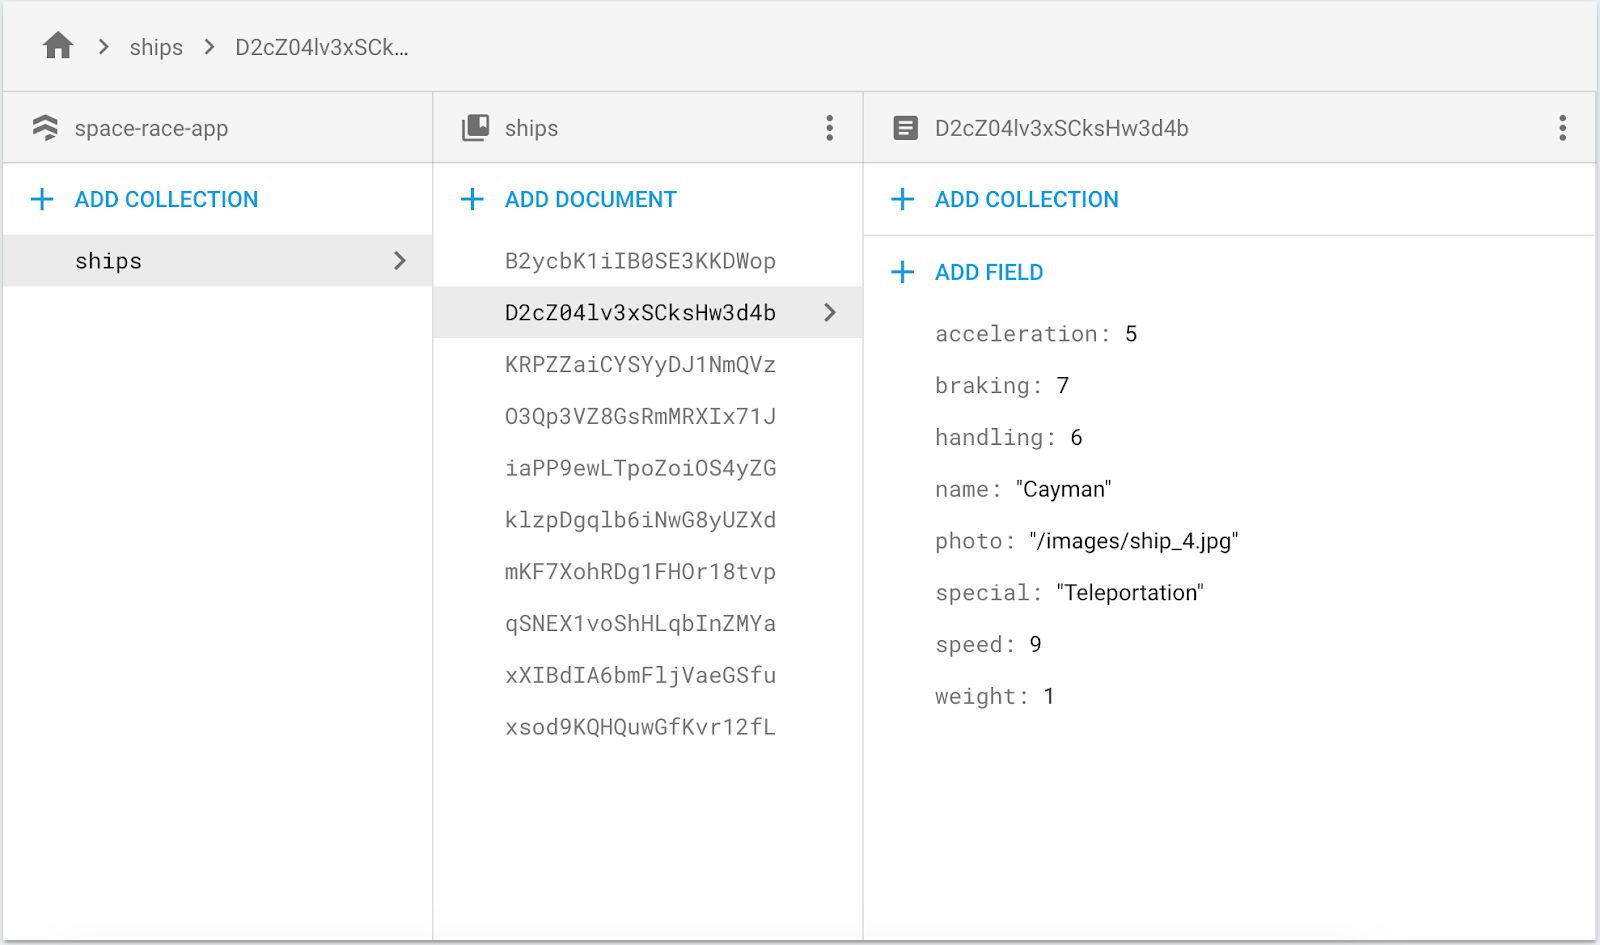 ships
D2cZ04lv3xSCk...
space-race-app
ships
D2cZ04lv3xSCksHw3d4b
ADD COLLECTION
ships
ADD DOCUMENT
B2ycbK1iIB0SE3KKDWop
D2cZ04lv3xSCksHw3d4b
KRPZZaiCYSYyDJ1NmQVz
O3Qp3VZ8GsRmMRXIx71J
iaPP9ewLTpoZoiOS4yZG
klzpDgqlb6iNwG8yUZXd
mKF7XohRDg1FHOr18tvp
qSNEX1voShHLqbInZMYa
xXIBdIA6bmFljVaeGSfu
xsod9KQHQuwGfKvr12fL
ADD COLLECTION
ADD FIELD
acceleration: 5
braking: 7
handling: 6
name: "Cayman"
photo: "/images/ship_4.jpg"
special: "Teleportation"
speed: 9
weight: 1